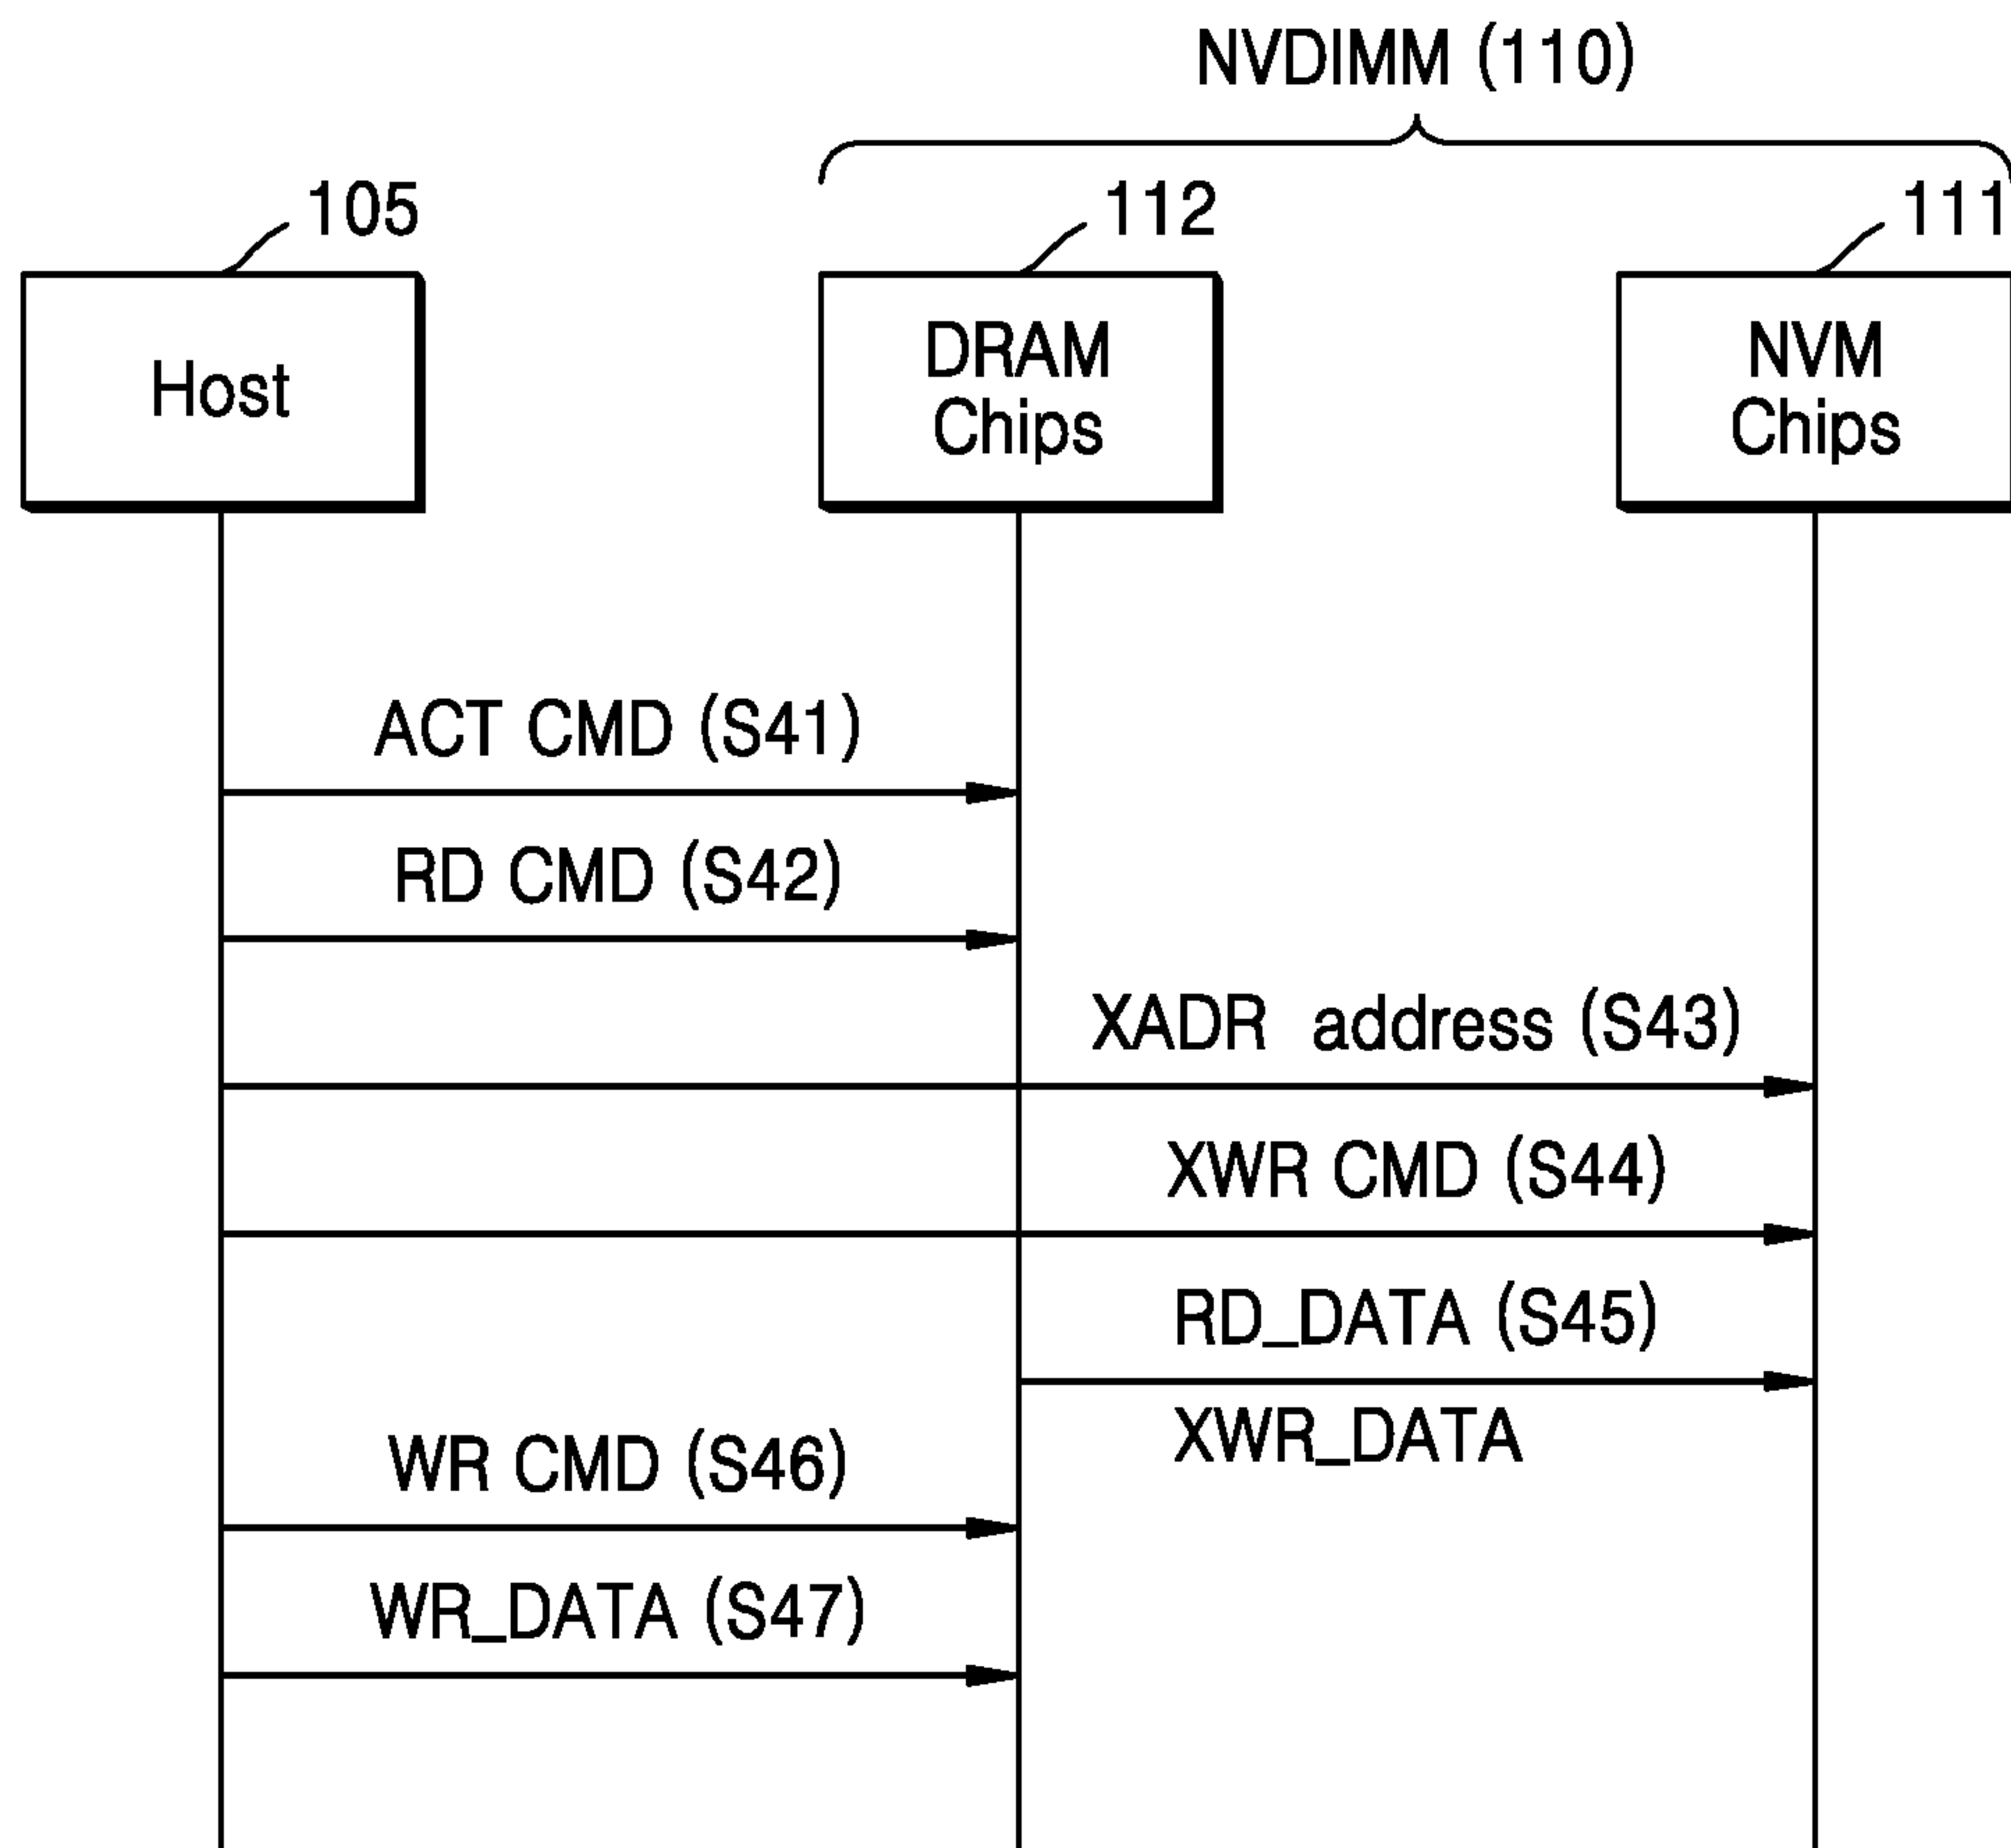 NVDIMM (110)
105
112
111
Host
DRAM
Chips
NVM
Chips
ACT CMD (S41)
RD CMD (S42)
XADR address (S43)
XWR CMD (S44)
RD_DATA (S45)
XWR_DATA
WR CMD (S46)
WR_DATA (S47)